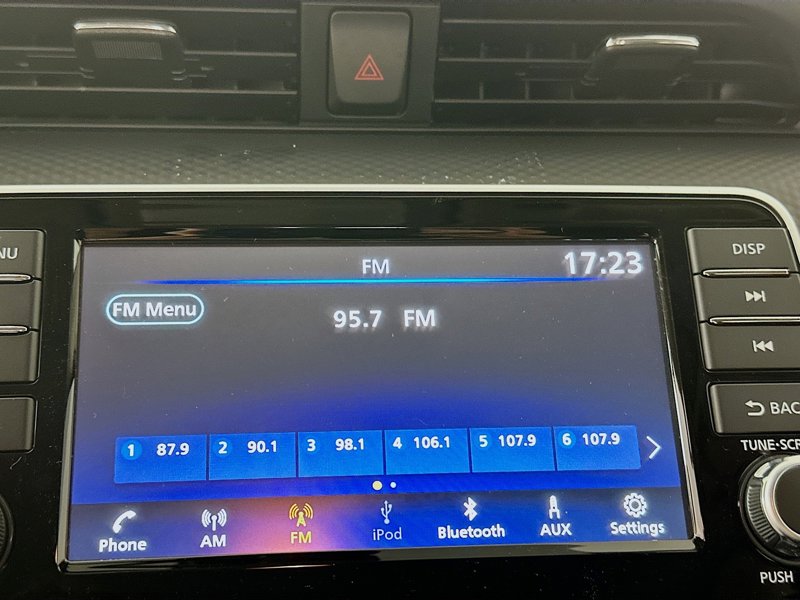 NU
DISP
FM
17:23
FM Menu
95.7 FM
1 87.9
2 90.1
3 98.1
4 106.1
5 107.9
6 107.9
BAC
TUNE·SCR
Phone
AM
FM
iPod
Bluetooth
AUX
Settings
PUSH